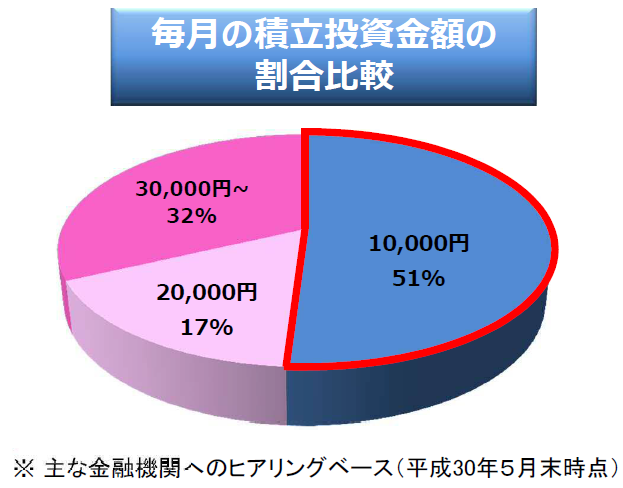 毎月の積立投資金額の
割合比較
30,000円~
32%
10,000円
51%
20,000円
17%
※ 主な金融機関へのヒアリングベース（平成30年５月末時点）